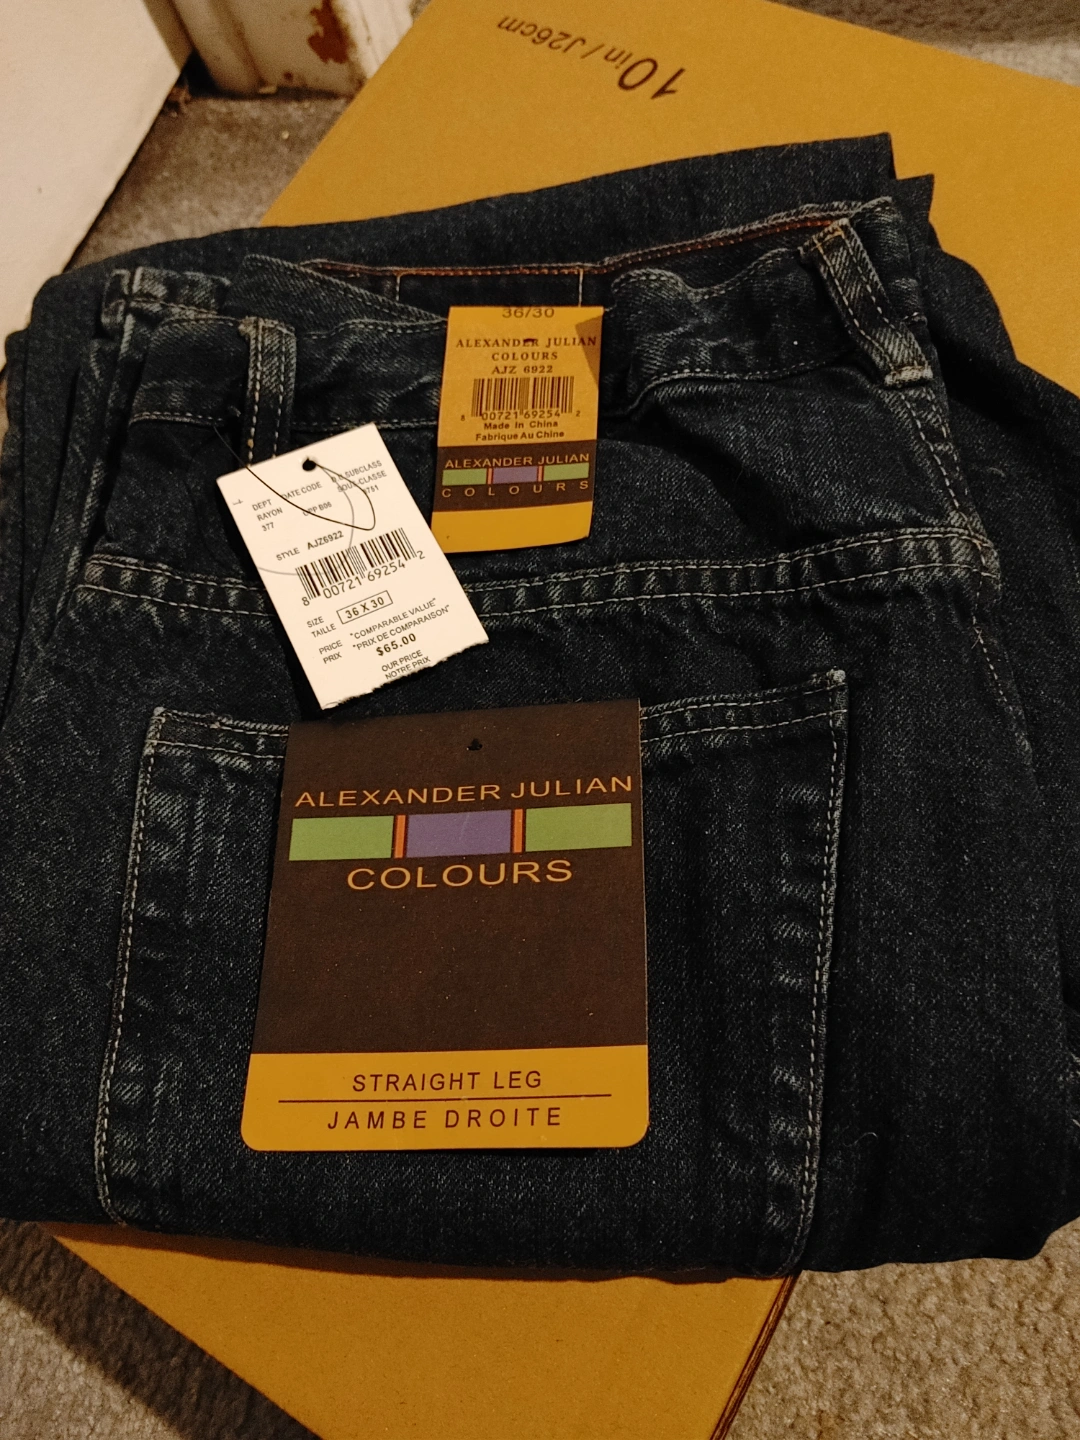 10 in / J26cm
36/30
ALEXANDER JULIAN
COLOURS
AJZ 6922
8 00721 69254 2
Made In China
Fabrique Au Chine
ALEXANDER JULIAN
COLOURS
DEPT
RAYON
377
DATE CODE
SUBCLASS
SOUS-CLASSE
STYLE AJZ6922
8 00721 69254 2
SIZE
TAILLE
36 X 30
PRICE "COMPARABLE VALUE"
PRIX "PRIX DE COMPARAISON"
$65.00
OUR PRICE
NOTRE PRIX
ALEXANDER JULIAN
COLOURS
STRAIGHT LEG
JAMBE DROITE